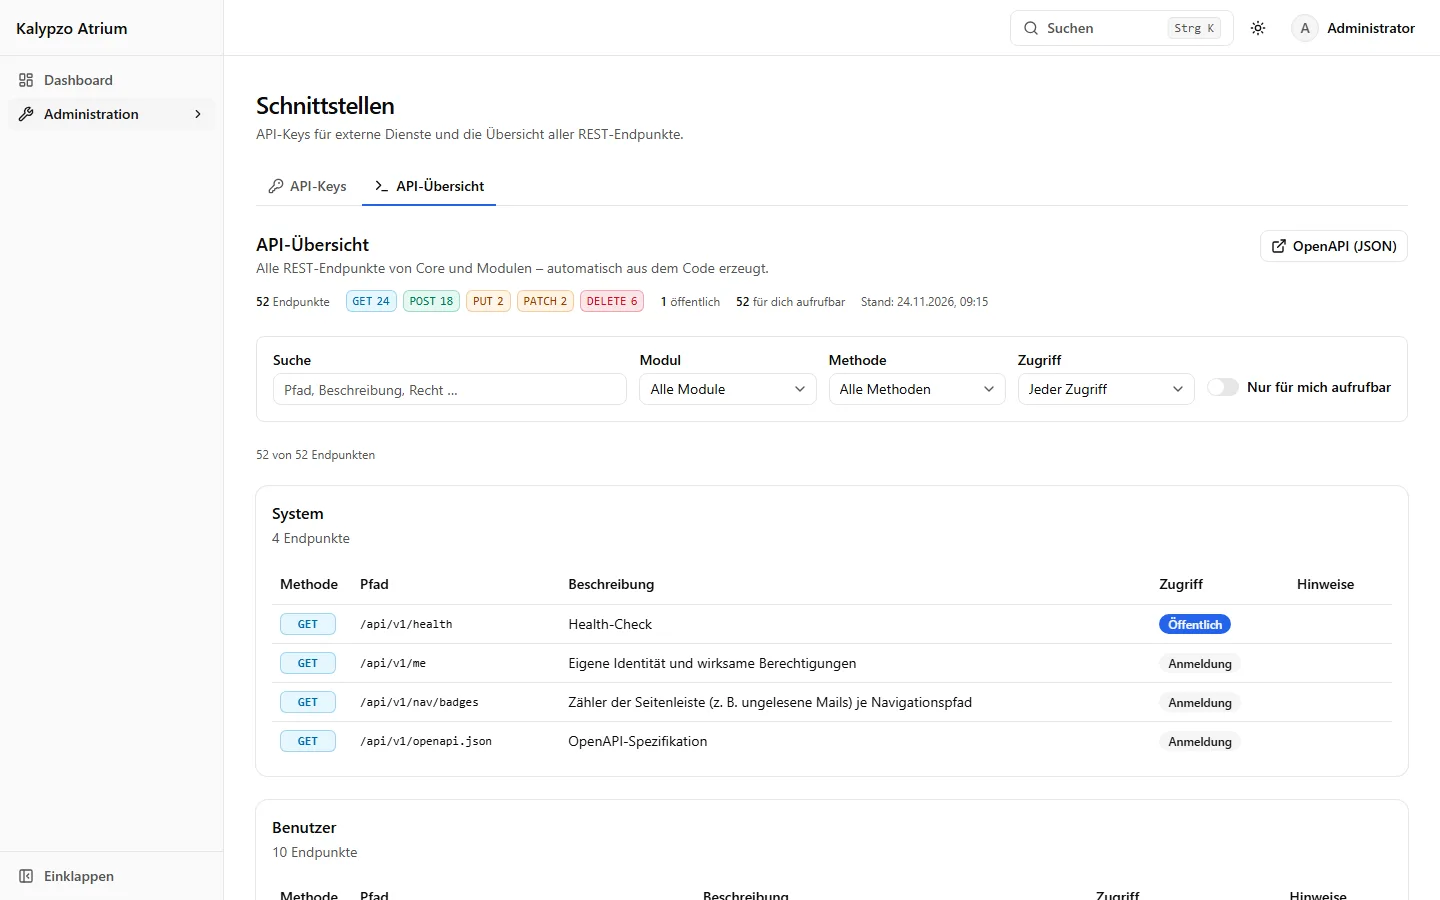 Kalypzo Atrium
Suchen Strg K
A Administrator
Dashboard
Administration
Schnittstellen
API-Keys für externe Dienste und die Übersicht aller REST-Endpunkte.
API-Keys API-Übersicht
API-Übersicht
OpenAPI (JSON)
Alle REST-Endpunkte von Core und Modulen – automatisch aus dem Code erzeugt.
52 Endpunkte GET 24 POST 18 PUT 2 PATCH 2 DELETE 6 1 öffentlich 52 für dich aufrufbar Stand: 24.11.2026, 09:15
Suche Modul Methode Zugriff
Pfad, Beschreibung, Recht ... Alle Module Alle Methoden Jeder Zugriff Nur für mich aufrufbar
52 von 52 Endpunkten
System
4 Endpunkte
Methode Pfad Beschreibung Zugriff Hinweise
GET /api/v1/health Health-Check Öffentlich
GET /api/v1/me Eigene Identität und wirksame Berechtigungen Anmeldung
GET /api/v1/nav/badges Zähler der Seitenleiste (z. B. ungelesene Mails) je Navigationspfad Anmeldung
GET /api/v1/openapi.json OpenAPI-Spezifikation Anmeldung
Benutzer
10 Endpunkte
Methode Pfad Beschreibung Zugriff Hinweise
Einklappen